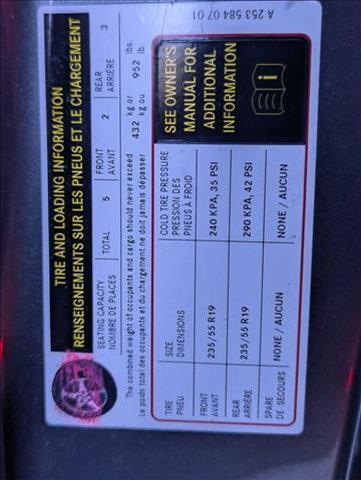 TIRE AND LOADING INFORMATION
RENSEIGNEMENTS SUR LES PNEUS ET LE CHARGEMENT
SEATING CAPACITY TOTAL 5 FRONT 2 REAR 3
NOMBRE DE PLACES AVANT ARRIÈRE
The combined weight of occupants and cargo should never exceed 432 kg or 952 lbs.
Le poids total des occupants et du chargement ne doit jamais dépasser kg ou lb.
TIRE SIZE COLD TIRE PRESSURE
PNEU DIMENSIONS PRESSION DES
PNEUS À FROID
FRONT 235/55 R19 240 KPA, 35 PSI
AVANT
REAR 235/55 R19 290 KPA, 42 PSI
ARRIÈRE
SPARE NONE / AUCUN NONE / AUCUN
DE SECOURS
SEE OWNER'S
MANUAL FOR
ADDITIONAL
INFORMATION
A 253 584 07 01